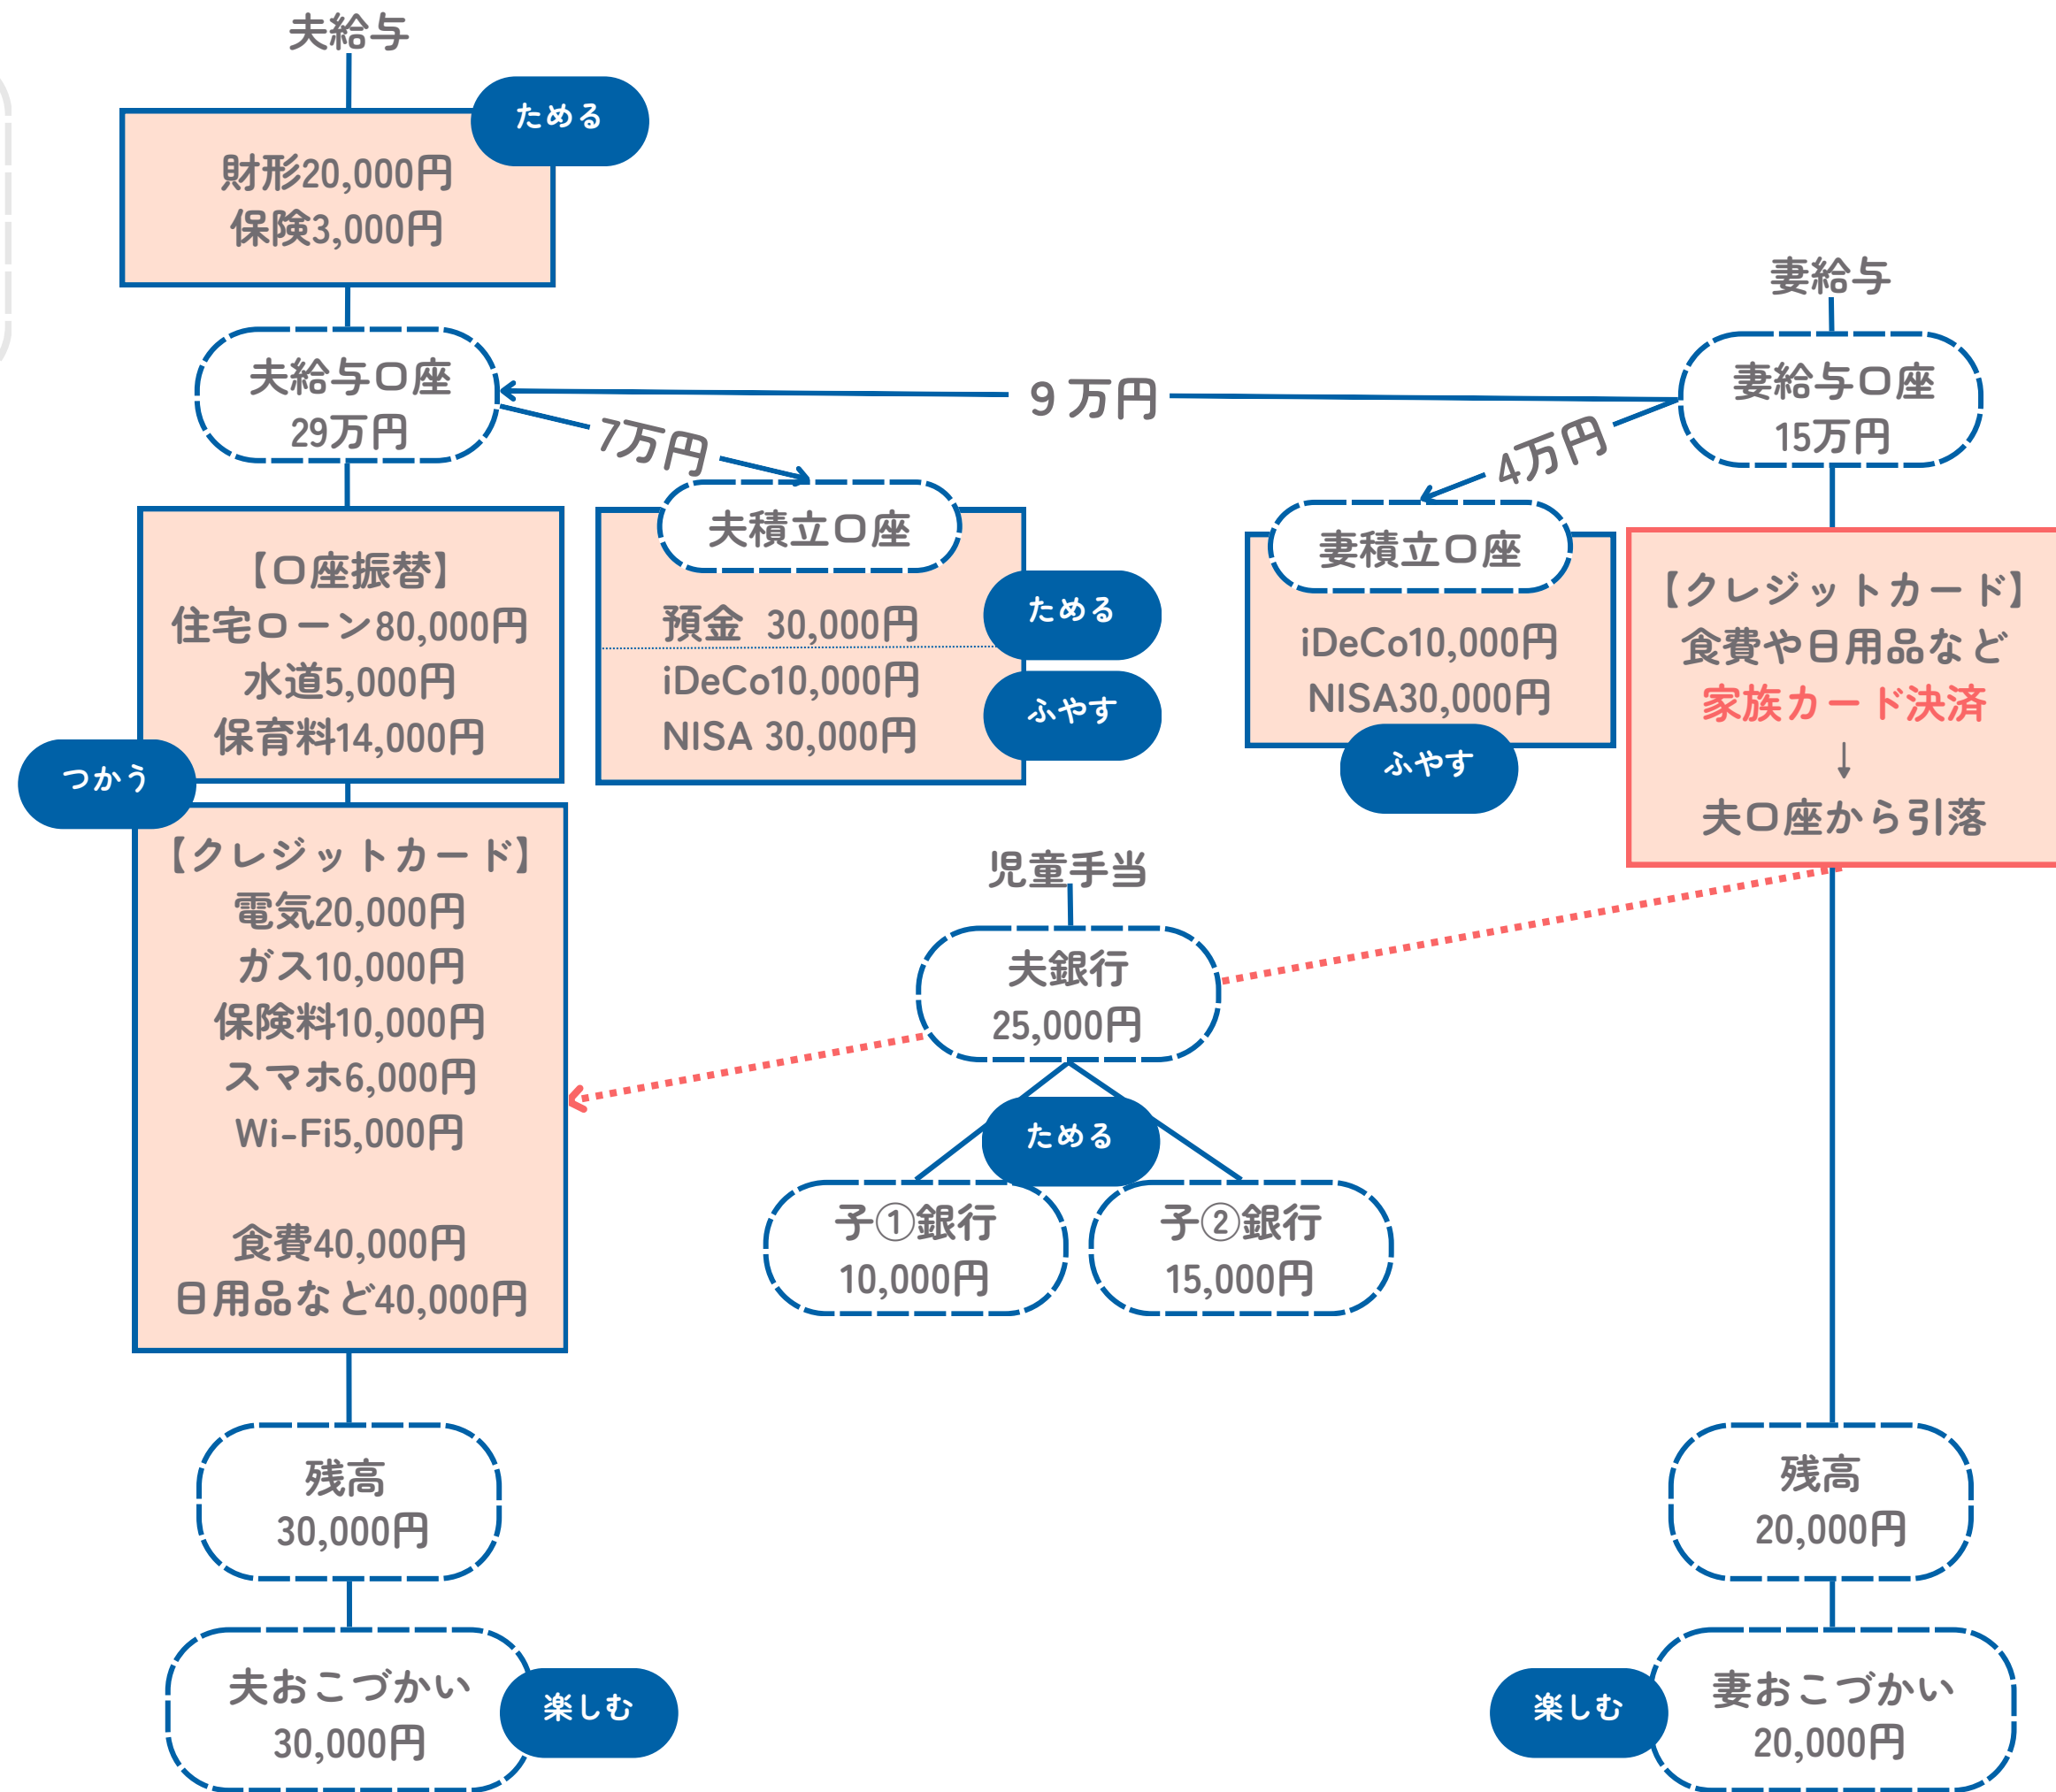 夫給与
ためる
財形20,000円
保険3,000円
夫給与口座
29万円
9 万円
7万円
妻給与
妻給与口座
15万円
4万円
【口座振替】
住宅ローン80,000円
水道5,000円
保育料14,000円
つかう
夫積立口座
預金 30,000円
iDeCo10,000円
NISA 30,000円
ためる
ふやす
妻積立口座
iDeCo10,000円
NISA30,000円
ふやす
【クレジットカード】
食費や日用品など
家族カード決済
↓
夫口座から引落
【クレジットカード】
電気20,000円
ガス10,000円
保険料10,000円
スマホ6,000円
Wi-Fi5,000円
食費40,000円
日用品など40,000円
児童手当
夫銀行
25,000円
ためる
子①銀行
10,000円
子②銀行
15,000円
残高
30,000円
夫おこづかい
30,000円
楽しむ
残高
20,000円
楽しむ
妻おこづかい
20,000円